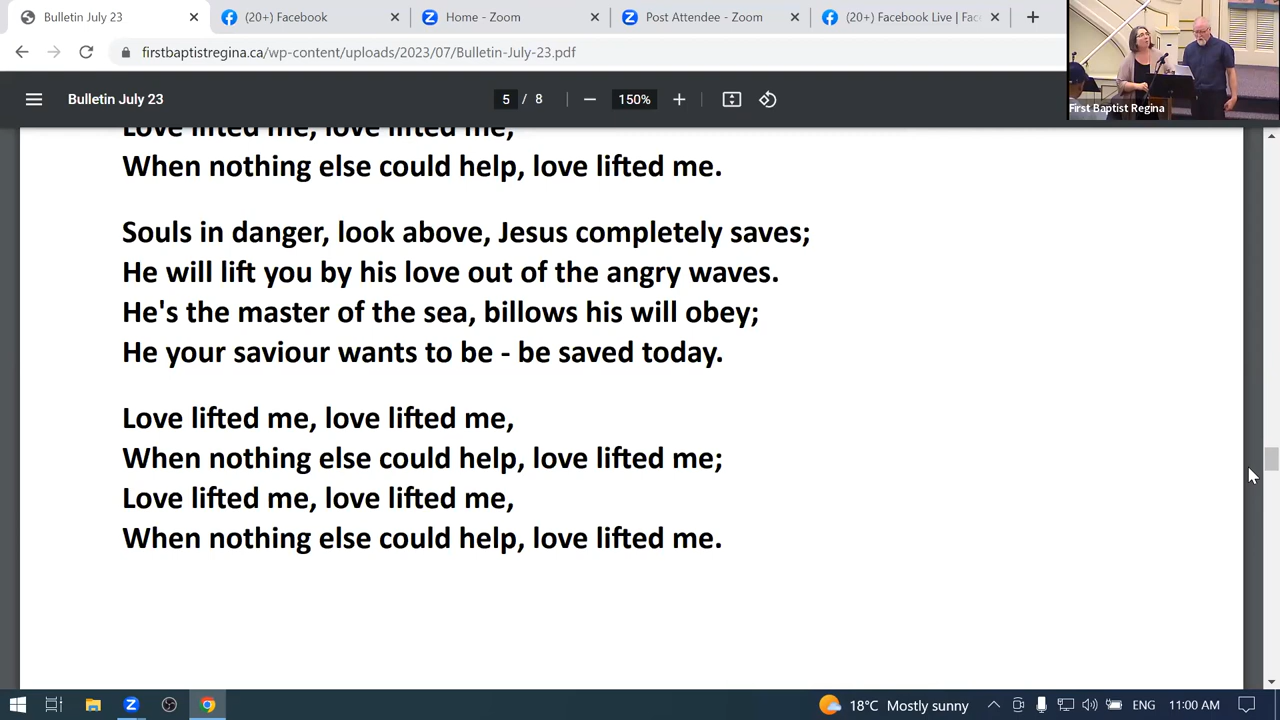 Bulletin July 23
(20+) Facebook
Home - Zoom
Post Attendee - Zoom
(20+) Facebook Live | Fac
firstbaptistregina.ca/wp-content/uploads/2023/07/Bulletin-July-23.pdf
Bulletin July 23
5 / 8
150%
First Baptist Regina
Love lifted me, love lifted me,
When nothing else could help, love lifted me.
Souls in danger, look above, Jesus completely saves;
He will lift you by his love out of the angry waves.
He's the master of the sea, billows his will obey;
He your saviour wants to be - be saved today.
Love lifted me, love lifted me,
When nothing else could help, love lifted me;
Love lifted me, love lifted me,
When nothing else could help, love lifted me.
18°C Mostly sunny
ENG
11:00 AM